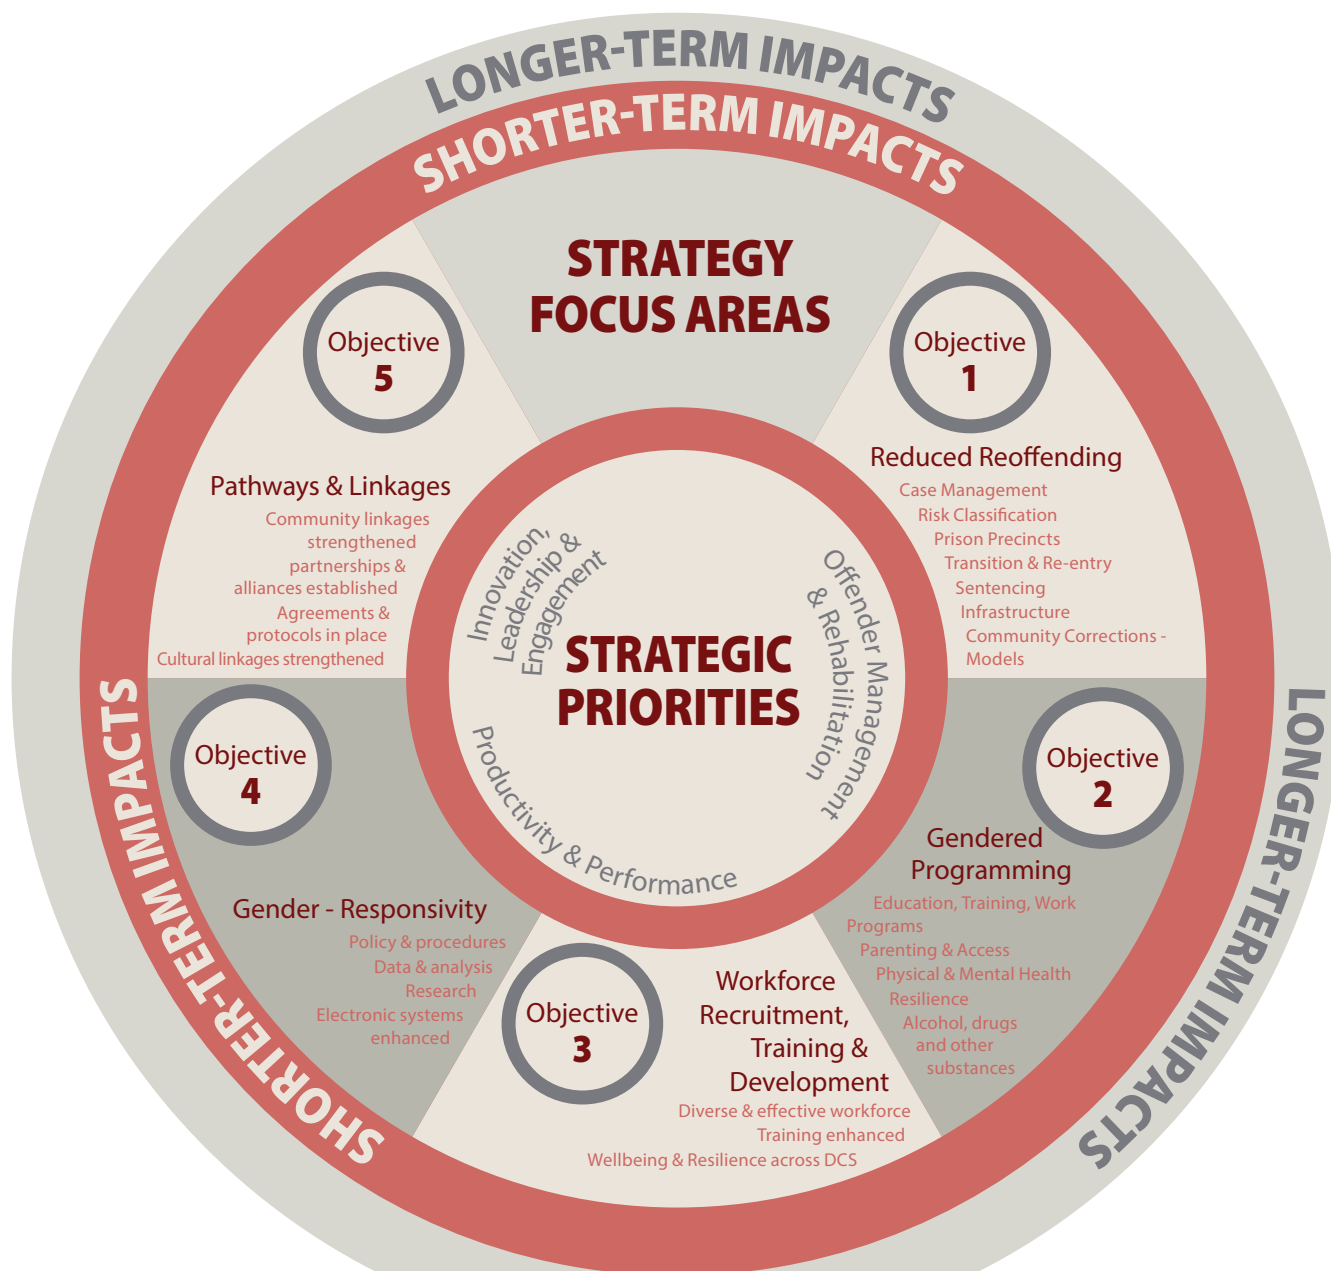 LONGER-TERM IMPACTS
SHORTER-TERM IMPACTS
STRATEGY
FOCUS AREAS
Objective
1
Reduced Reoffending
Case Management
Risk Classification
Prison Precincts
Transition & Re-entry
Sentencing
Infrastructure
Community Corrections -
Models
Objective
2
Gendered
Programming
Education, Training, Work
Programs
Parenting & Access
Physical & Mental Health
Resilience
Alcohol, drugs
and other
substances
Objective
3
Workforce
Recruitment,
Training &
Development
Diverse & effective workforce
Training enhanced
Wellbeing & Resilience across DCS
Objective
4
Gender - Responsivity
Policy & procedures
Data & analysis
Research
Electronic systems
enhanced
Objective
5
Pathways & Linkages
Community linkages
strengthened
partnerships &
alliances established
Agreements &
protocols in place
Cultural linkages strengthened
STRATEGIC
PRIORITIES
Innovation,
Leadership &
Engagement
Offender Management
& Rehabilitation
Productivity & Performance
SHORTER-TERM IMPACTS
LONGER-TERM IMPACTS